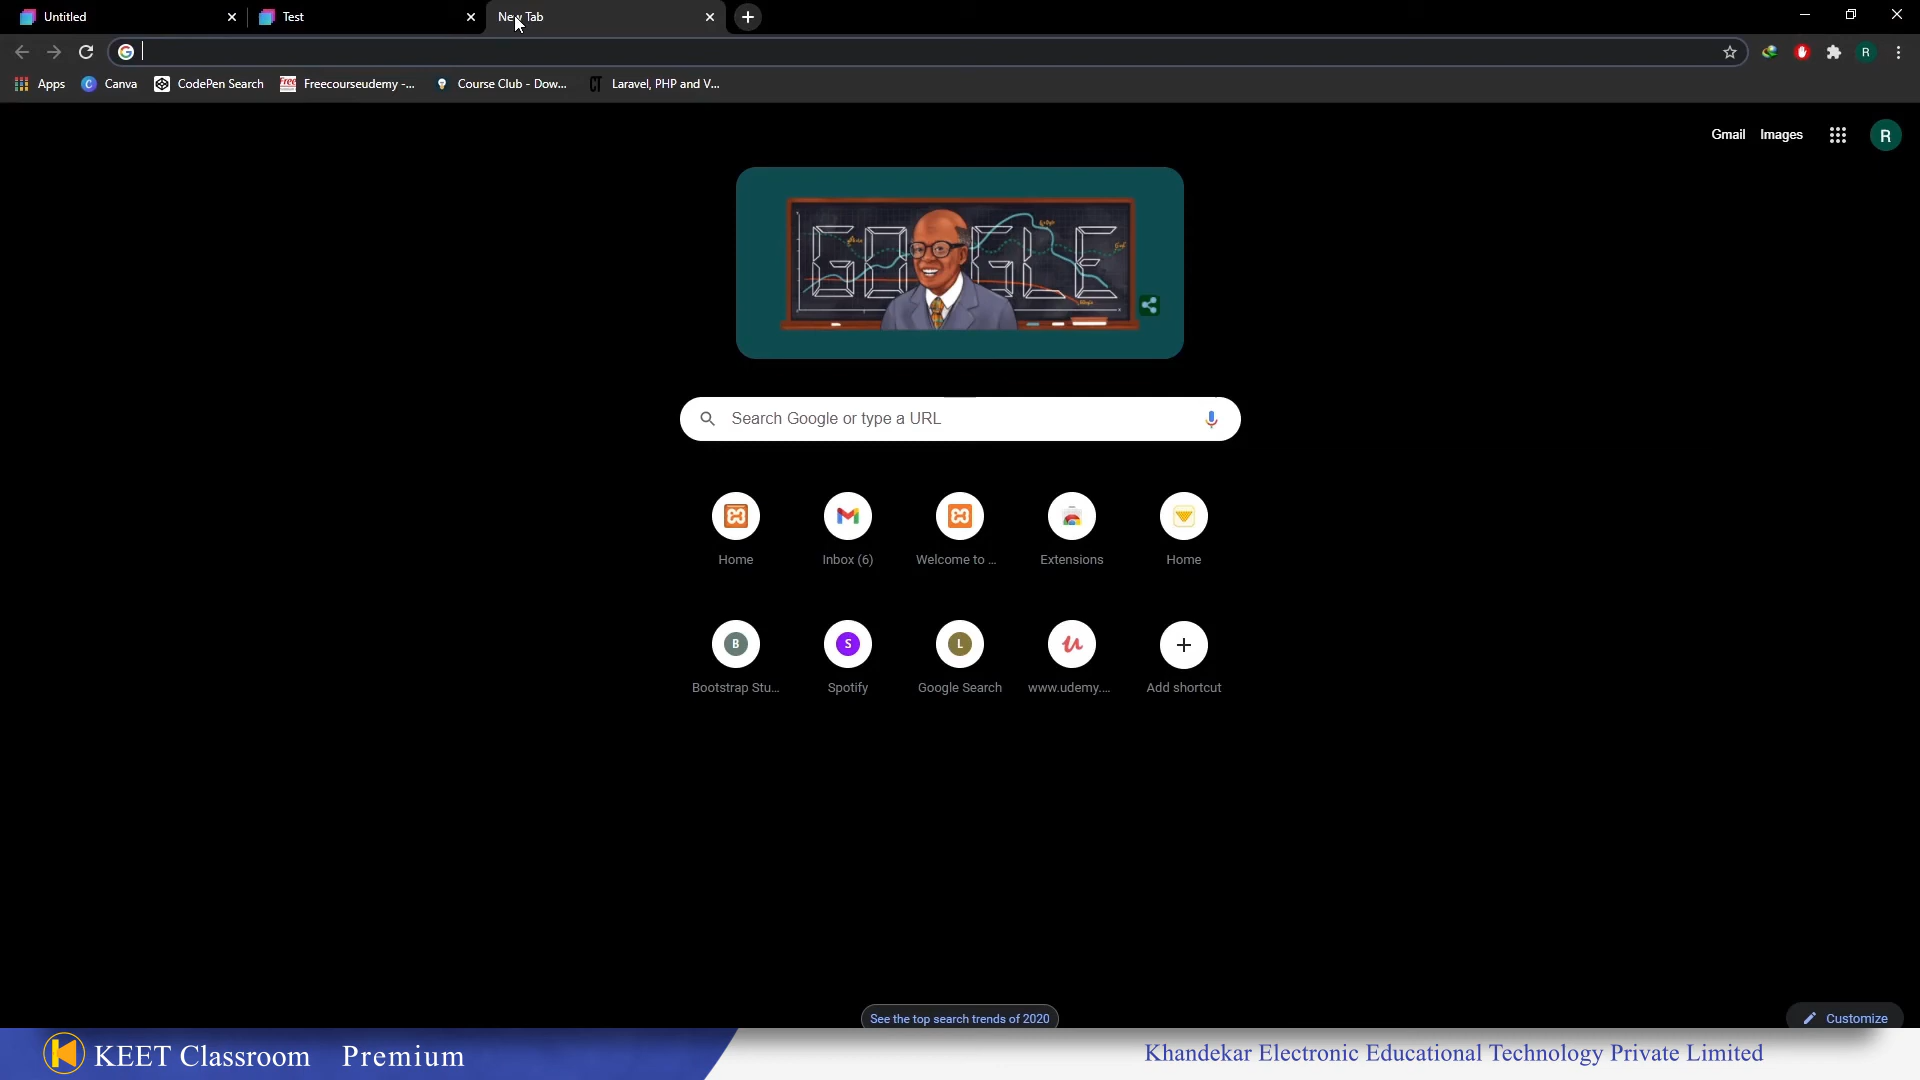 Untitled
Test
New Tab
Apps
Canva
CodePen Search
Freecourseudemy -...
Course Club - Dow...
Laravel, PHP and V...
R
Gmail
Images
R
GOOGLE
Search Google or type a URL
Home
Inbox (6)
Welcome to ...
Extensions
Home
B
S
L
Bootstrap Stu...
Spotify
Google Search
www.udemy....
Add shortcut
See the top search trends of 2020
Customize
KEET Classroom Premium
Khandekar Electronic Educational Technology Private Limited